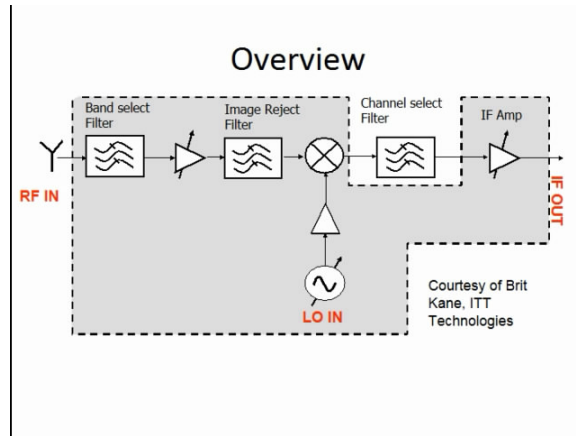 Overview
Band select
Filter
Image Reject
Filter
Channel select
Filter
IF Amp
RF IN
IF OUT
LO IN
Courtesy of Brit
Kane, ITT
Technologies